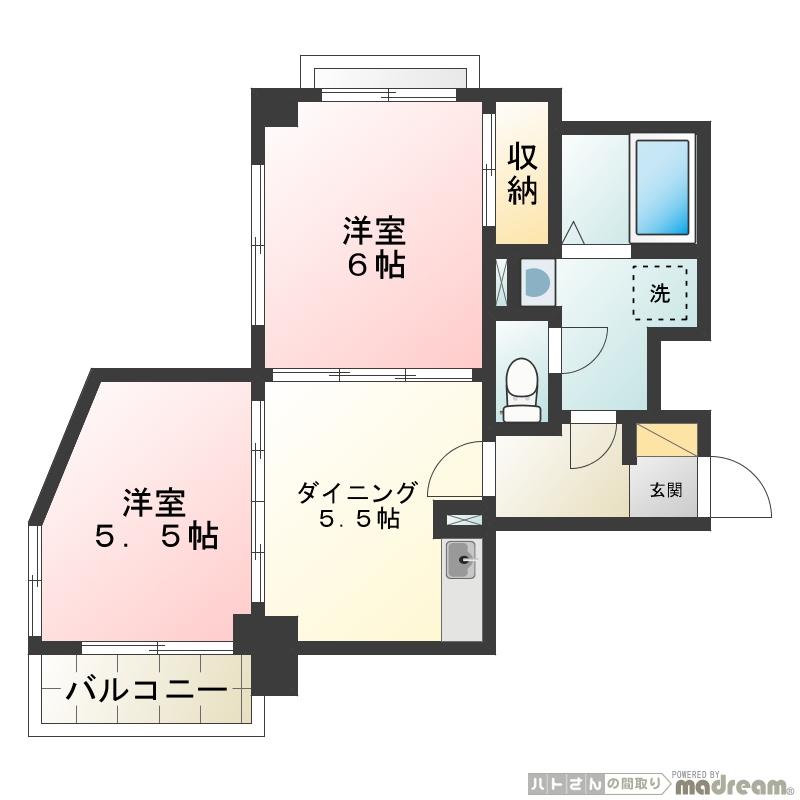 収
納
洋室
6帖
洗
洋室
5．5帖
ダイニング
5.5帖
玄関
バルコニー
ハトさんの間取り
POWERED BY
madream®